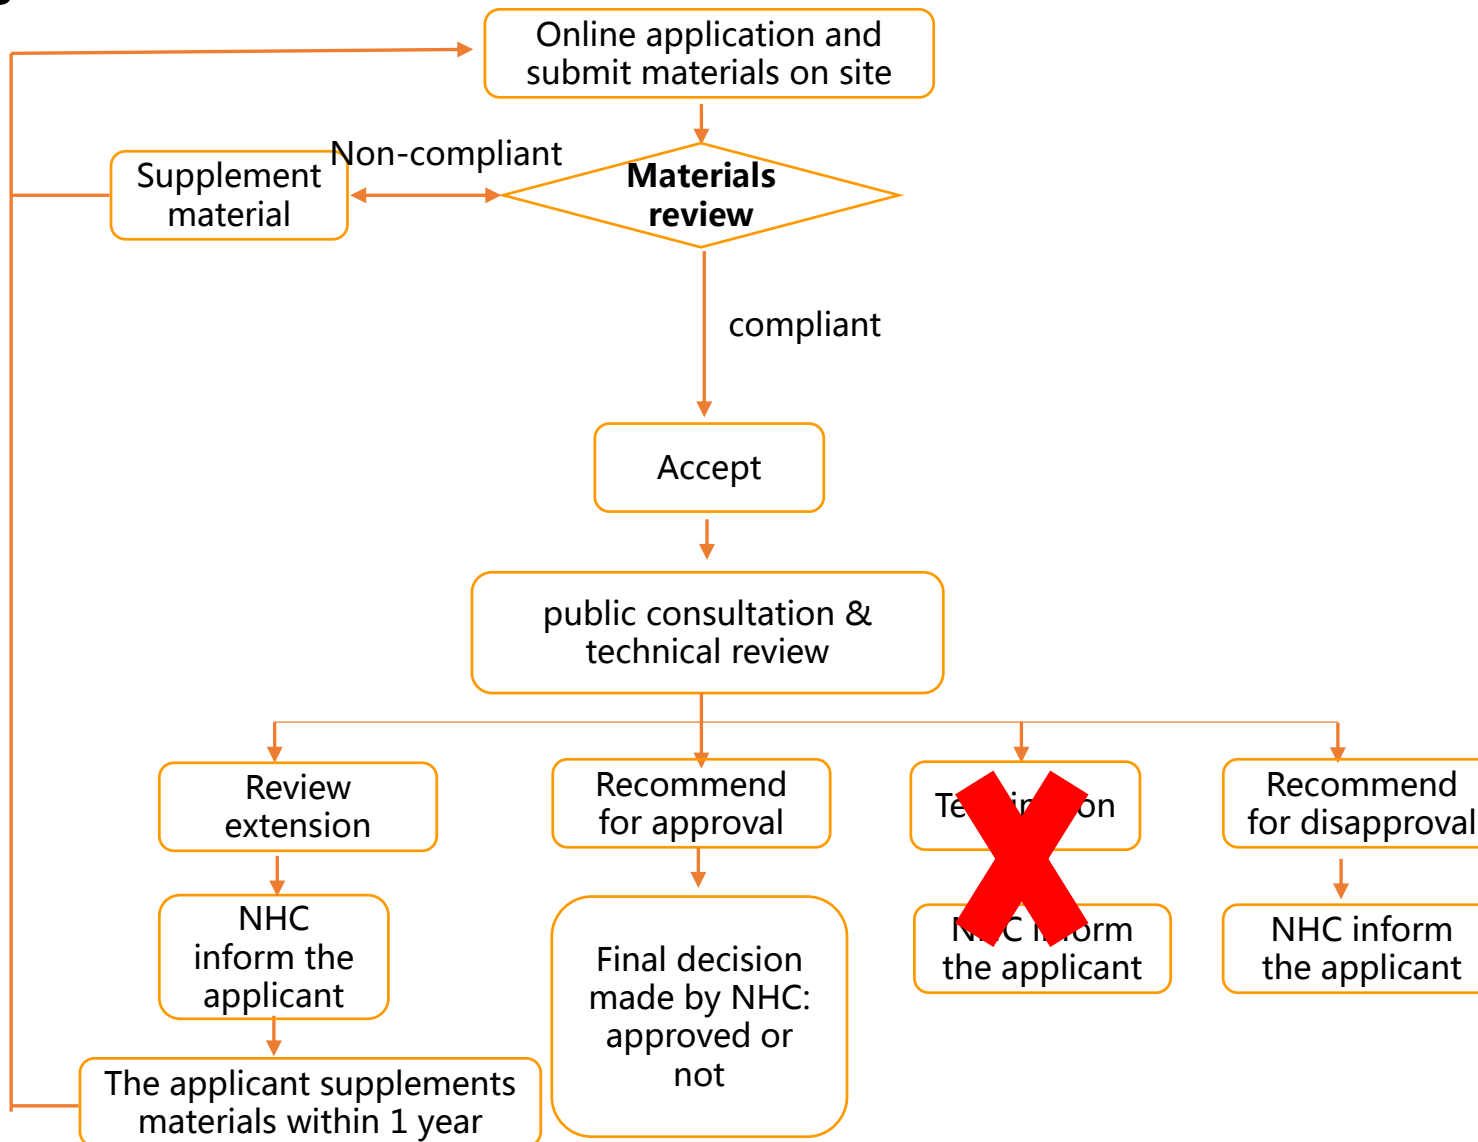 Online application and
submit materials on site
Non-compliant
Supplement
material
Materials
review
compliant
Accept
public consultation &
technical review
Review
extension
Recommend
for approval
Recommend
for disapproval
NHC
inform the
applicant
Final decision
made by NHC:
approved or
not
NHC inform
the applicant
NHC inform
the applicant
The applicant supplements
materials within 1 year